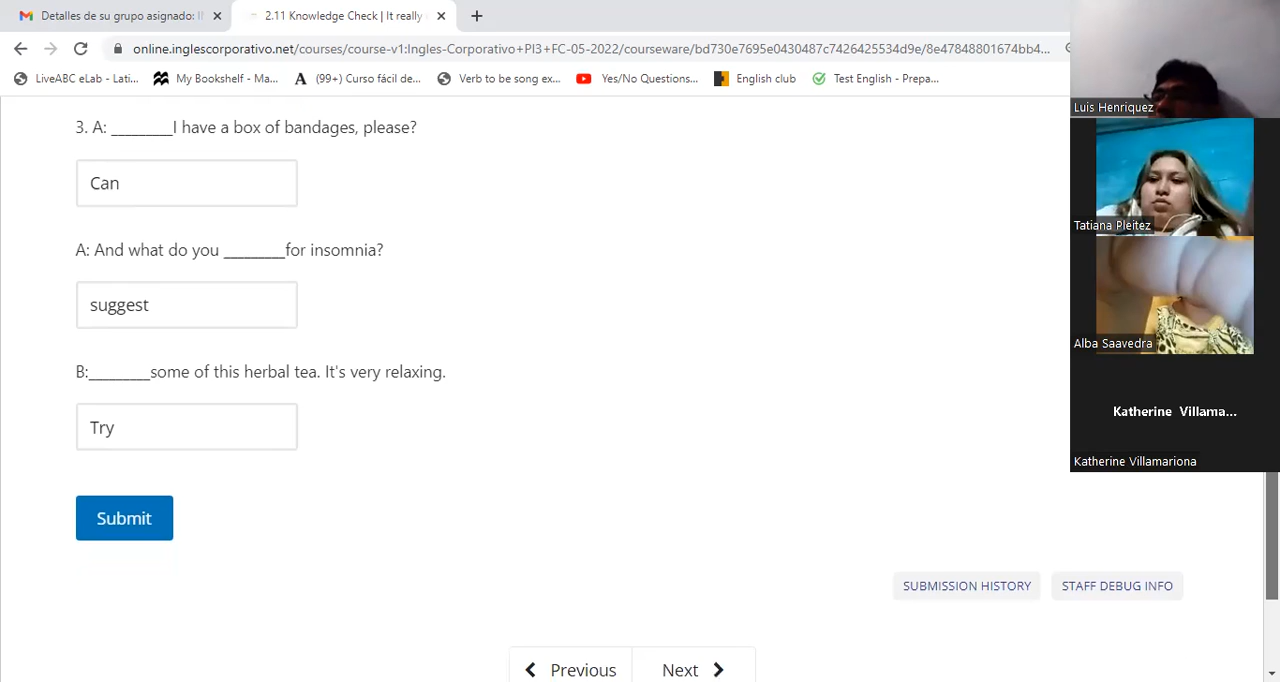 Detalles de su grupo asignado: I
2.11 Knowledge Check | It really
online.inglescorporativo.net/courses/course-v1:Ingles-Corporativo+PI3+FC-05-2022/courseware/bd730e7695e0430487c7426425534d9e/8e47848801674bb4...
LiveABC eLab - Lati...
My Bookshelf - Ma...
(99+) Curso fácil de...
Verb to be song ex...
Yes/No Questions...
English club
Test English - Prepa...
3. A: _________I have a box of bandages, please?
Can
A: And what do you _________for insomnia?
suggest
B:_________some of this herbal tea. It's very relaxing.
Try
Submit
SUBMISSION HISTORY
STAFF DEBUG INFO
Previous
Next
Luis Henriquez
Tatiana Pleitez
Alba Saavedra
Katherine Villama...
Katherine Villamariona